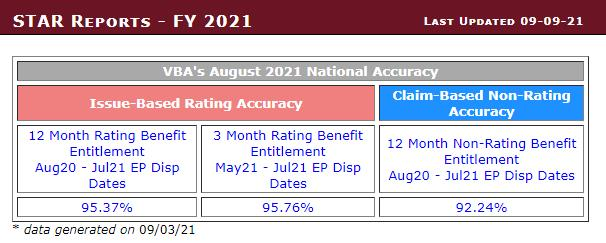 STAR REPORTS - FY 2021
LAST UPDATED 09-09-21
VBA's August 2021 National Accuracy
Issue-Based Rating Accuracy
Claim-Based Non-Rating
Accuracy
12 Month Rating Benefit
Entitlement
Aug20 - Jul21 EP Disp
Dates
3 Month Rating Benefit
Entitlement
May21 - Jul21 EP Disp
Dates
12 Month Non-Rating Benefit
Entitlement
Aug20 - Jul21 EP Disp Dates
95.37%
95.76%
92.24%
* data generated on 09/03/21